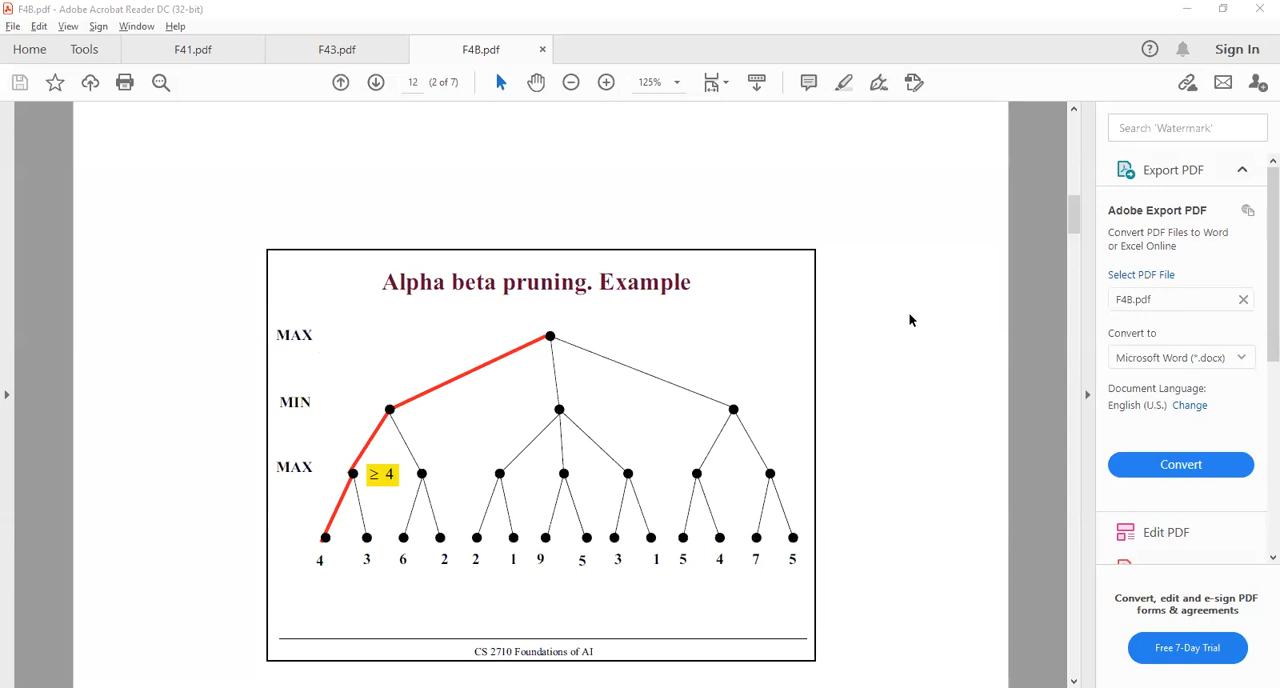 F4B.pdf - Adobe Acrobat Reader DC (32-bit)
File Edit View Sign Window Help
Home Tools F41.pdf F43.pdf F4B.pdf Sign In
12 (2 of 7) 125%
Search 'Watermark'
Export PDF
Adobe Export PDF
Convert PDF Files to Word
or Excel Online
Select PDF File
F4B.pdf
Convert to
Microsoft Word (*.docx)
Document Language:
English (U.S.) Change
Convert
Edit PDF
Convert, edit and e-sign PDF
forms & agreements
Free 7-Day Trial
Alpha beta pruning. Example
MAX
MIN
MAX ≥ 4
4 3 6 2 2 1 9 5 3 1 5 4 7 5
CS 2710 Foundations of AI